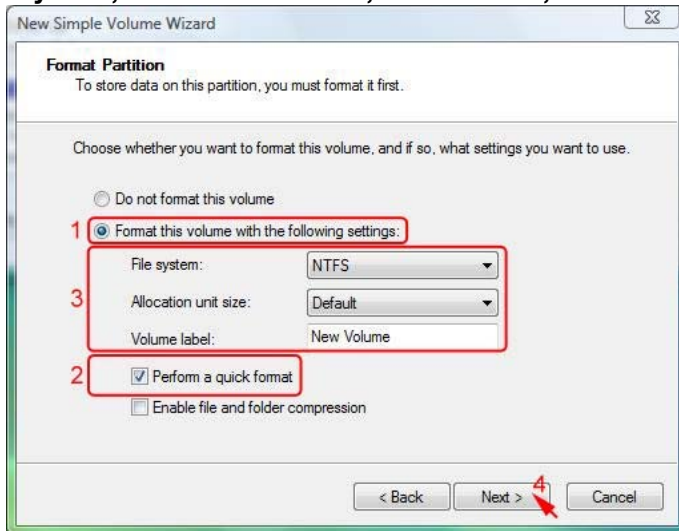 New Simple Volume Wizard
Format Partition
To store data on this partition, you must format it first.
Choose whether you want to format this volume, and if so, what settings you want to use.
Do not format this volume
1 Format this volume with the following settings:
File system: NTFS
3 Allocation unit size: Default
Volume label: New Volume
2 Perform a quick format
Enable file and folder compression
4
< Back Next > Cancel